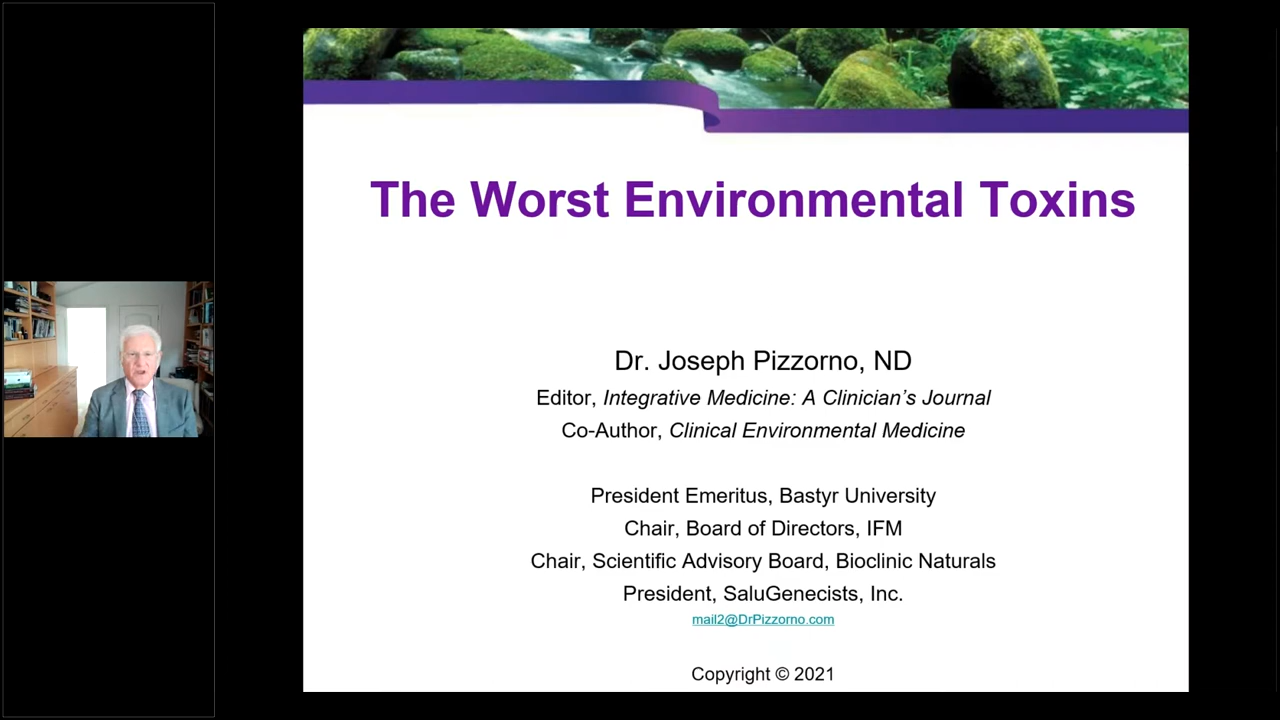 The Worst Environmental Toxins
Dr. Joseph Pizzorno, ND
Editor, Integrative Medicine: A Clinician's Journal
Co-Author, Clinical Environmental Medicine
President Emeritus, Bastyr University
Chair, Board of Directors, IFM
Chair, Scientific Advisory Board, Bioclinic Naturals
President, SaluGenecists, Inc.
mail2@DrPizzorno.com
Copyright © 2021